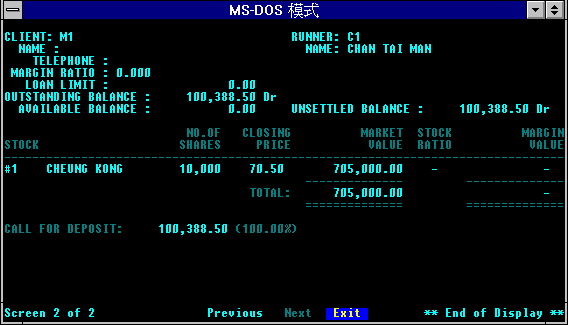 MS-DOS 模式
CLIENT: M1 RUNNER: C1
NAME : NAME: CHAN TAI MAN
TELEPHONE :
MARGIN RATIO : 0.000
LOAN LIMIT : 0.00
OUTSTANDING BALANCE : 100,388.50 Dr
AVAILABLE BALANCE : 0.00 UNSETTLED BALANCE : 100,388.50 Dr
NO.OF CLOSING MARKET STOCK MARGIN
STOCK SHARES PRICE VALUE RATIO VALUE
#1 CHEUNG KONG 10,000 70.50 705,000.00 - -
TOTAL: 705,000.00 -
CALL FOR DEPOSIT: 100,388.50 (100.00%)
Screen 2 of 2 Previous Next Exit ** End of Display **